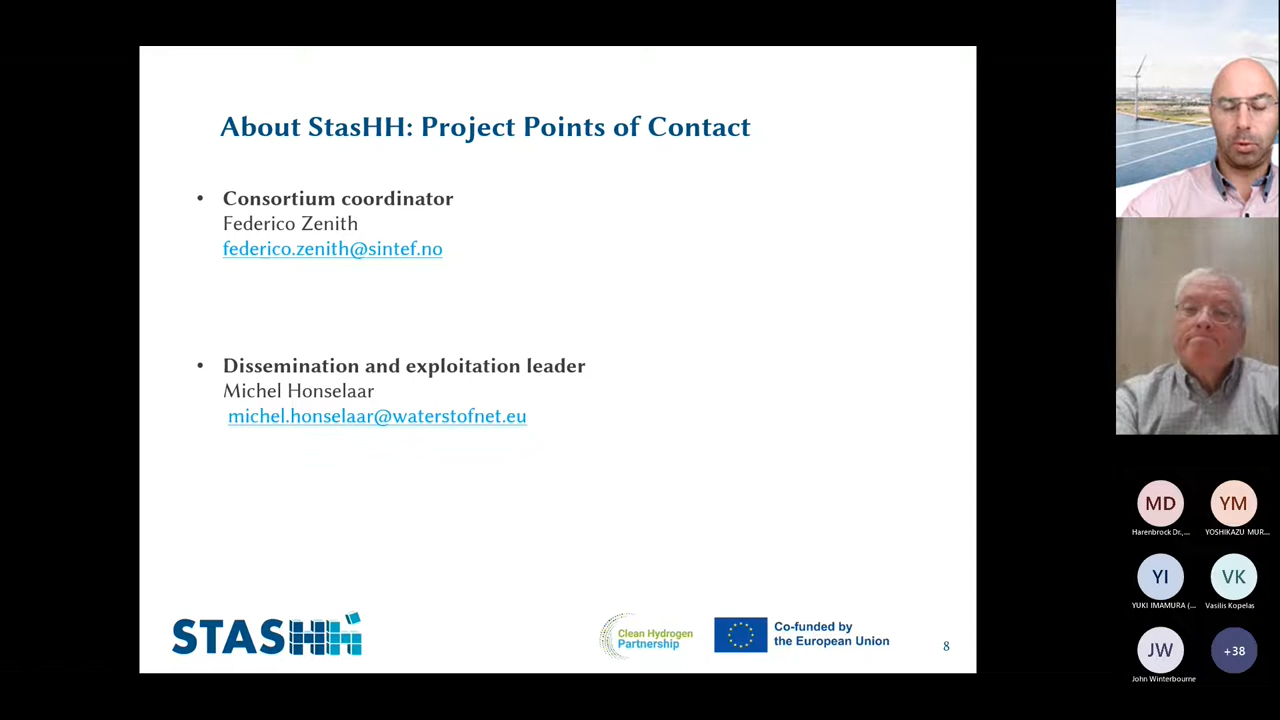 About StasHH: Project Points of Contact
• Consortium coordinator
Federico Zenith
federico.zenith@sintef.no
• Dissemination and exploitation leader
Michel Honselaar
michel.honselaar@waterstofnet.eu
STASHH
Clean Hydrogen
Partnership
Co-funded by
the European Union
8
MD
Harenbrock Dr.,...
YM
YOSHIKAZU MUR...
YI
YUKI IMAMURA (...
VK
Vasilis Kopelas
JW
John Winterbourne
+38